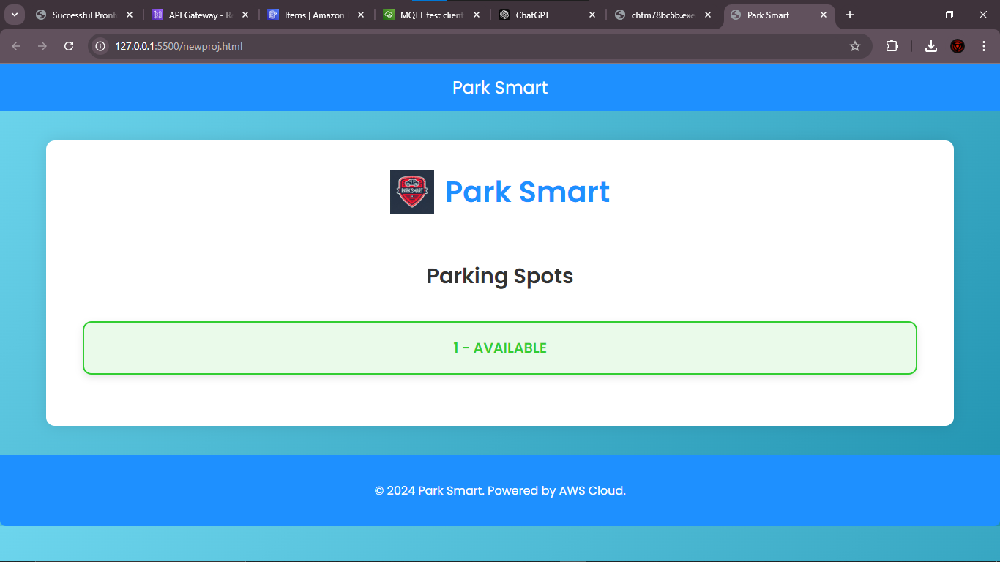 Successful Pront
API Gateway - R
Items | Amazon
MQTT test client
ChatGPT
chtm78bc6b.exe
Park Smart
127.0.0.1:5500/newproj.html
Park Smart
PARK SMART
Park Smart
Parking Spots
1 - AVAILABLE
© 2024 Park Smart. Powered by AWS Cloud.